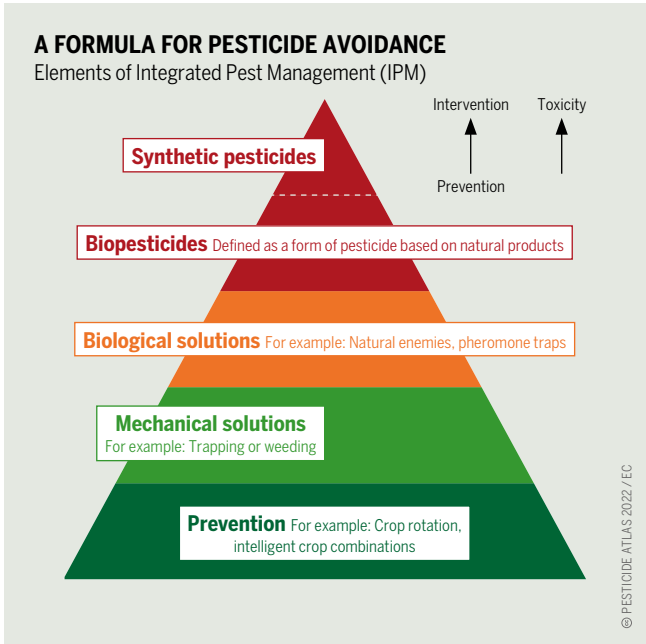 A FORMULA FOR PESTICIDE AVOIDANCE
Elements of Integrated Pest Management (IPM)
Intervention
Toxicity
Prevention
Synthetic pesticides
Biopesticides Defined as a form of pesticide based on natural products
Biological solutions For example: Natural enemies, pheromone traps
Mechanical solutions
For example: Trapping or weeding
Prevention For example: Crop rotation,
intelligent crop combinations
PESTICIDE ATLAS 2022 / EC